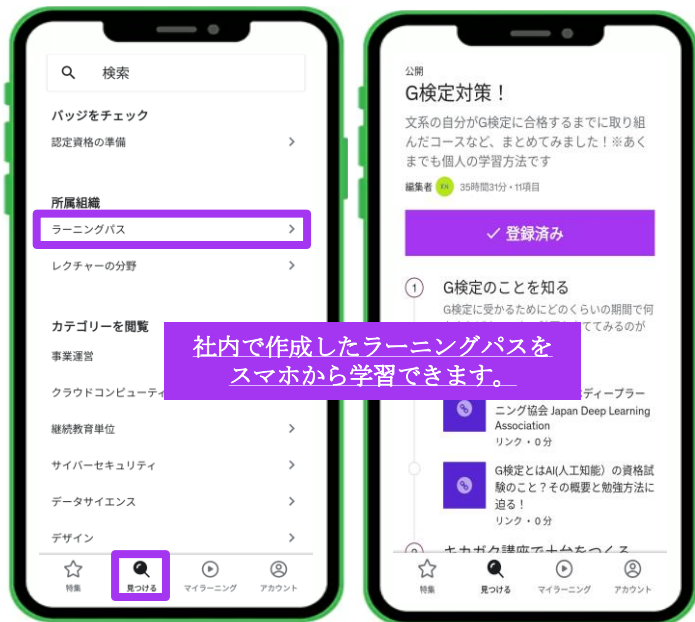 検索
バッジをチェック
認定資格の準備
所属組織
ラーニングパス
レクチャーの分野
カテゴリーを閲覧
事業運営
クラウドコンピューティ
継続教育単位
サイバーセキュリティ
データサイエンス
デザイン
特集
見つける
マイラーニング
アカウント
社内で作成したラーニングパスを
スマホから学習できます。
公開
G検定対策！
文系の自分がG検定に合格するまでに取り組
んだコースなど、まとめてみました！※あく
までも個人の学習方法です
編集者 35時間31分・11項目
登録済み
1 G検定のことを知る
G検定に受かるためにどのくらいの期間で何
ててみるのが
ディープラー
ニング協会 Japan Deep Learning
Association
リンク・0分
G検定とはAI(人工知能）の資格試
験のこと？その概要と勉強方法に
迫る！
リンク・0分
キカガク講座で土台をつくる
特集
見つける
マイラーニング
アカウント